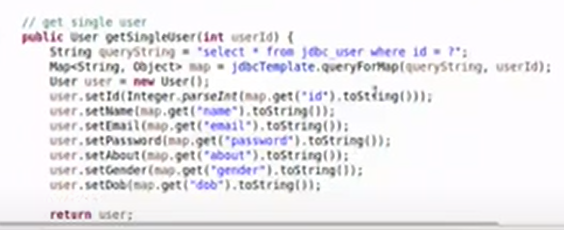 // get single user
public User getSingleUser(int userId) {
String queryString = "select * from jdbc_user where id = ?";
Map<String, Object> map = jdbcTemplate.queryForMap(queryString, userId);
User user = new User();
user.setId(Integer.parseInt(map.get("id").toString()));
user.setName(map.get("name").toString());
user.setEmail(map.get("email").toString());
user.setPassword(map.get("password").toString());
user.setAbout(map.get("about").toString());
user.setGender(map.get("gender").toString());
user.setDob(map.get("dob").toString());
return user;